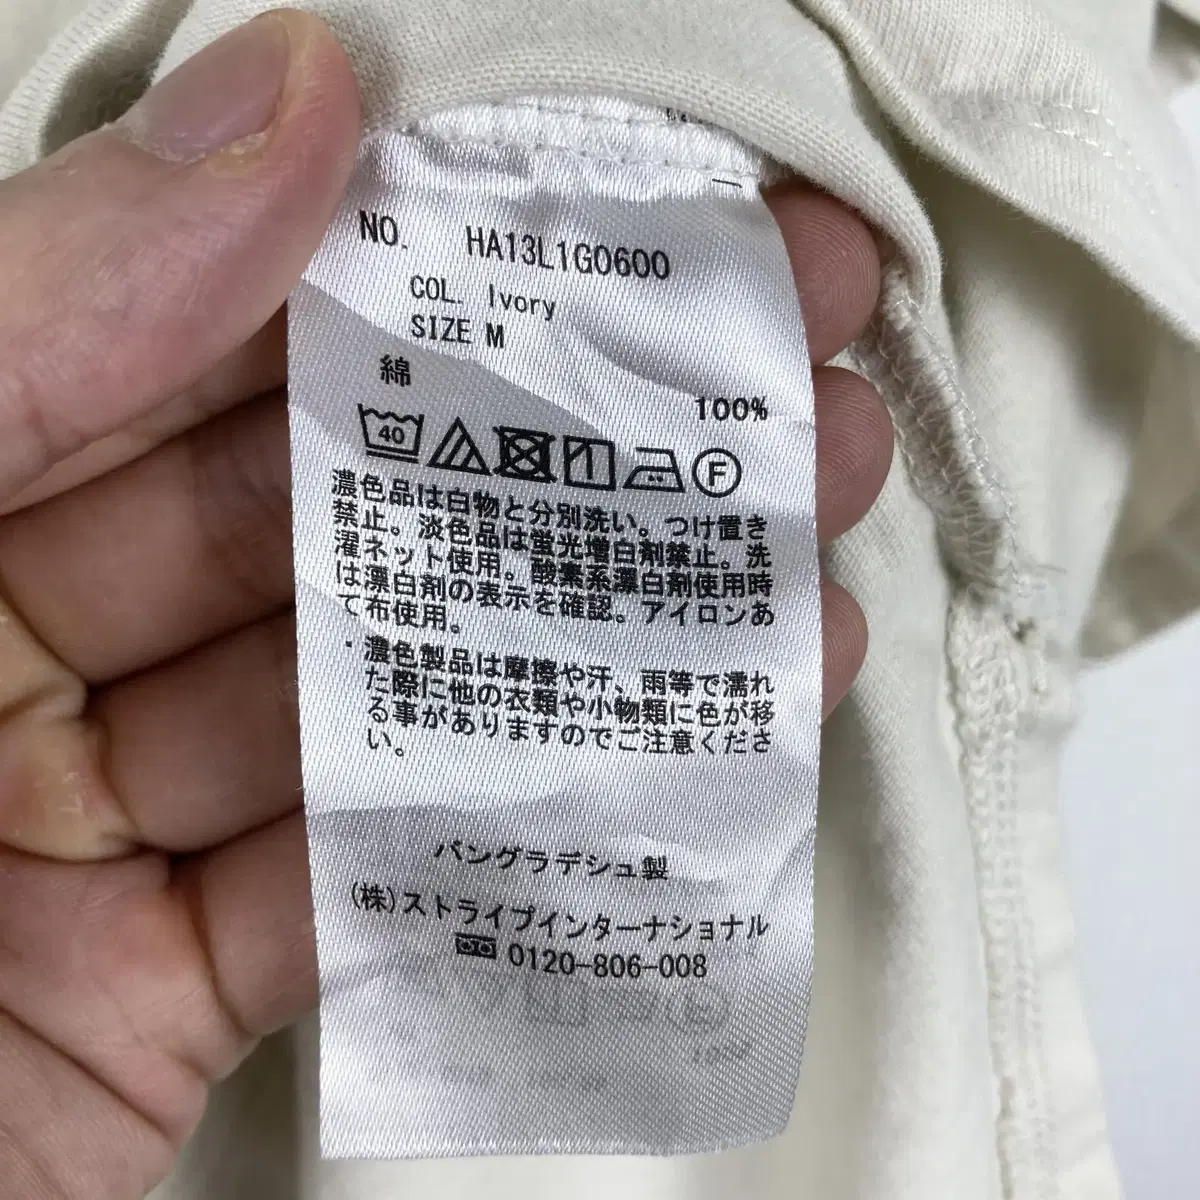 NO. HA13L1G0600
COL. Ivory
SIZE M
綿
100%
40
F
濃色品は白物と分別洗い。つけ置き
禁止。淡色品は蛍光増白剤禁止。洗
濯ネット使用。酸素系漂白剤使用時
は漂白剤の表示を確認。アイロンあ
て布使用。
・濃色製品は摩擦や汗、雨等で濡れ
た際に他の衣類や小物類に色が移
る事がありますのでご注意くださ
い。
バングラデシュ製
(株)ストライプインターナショナル
0120-806-008